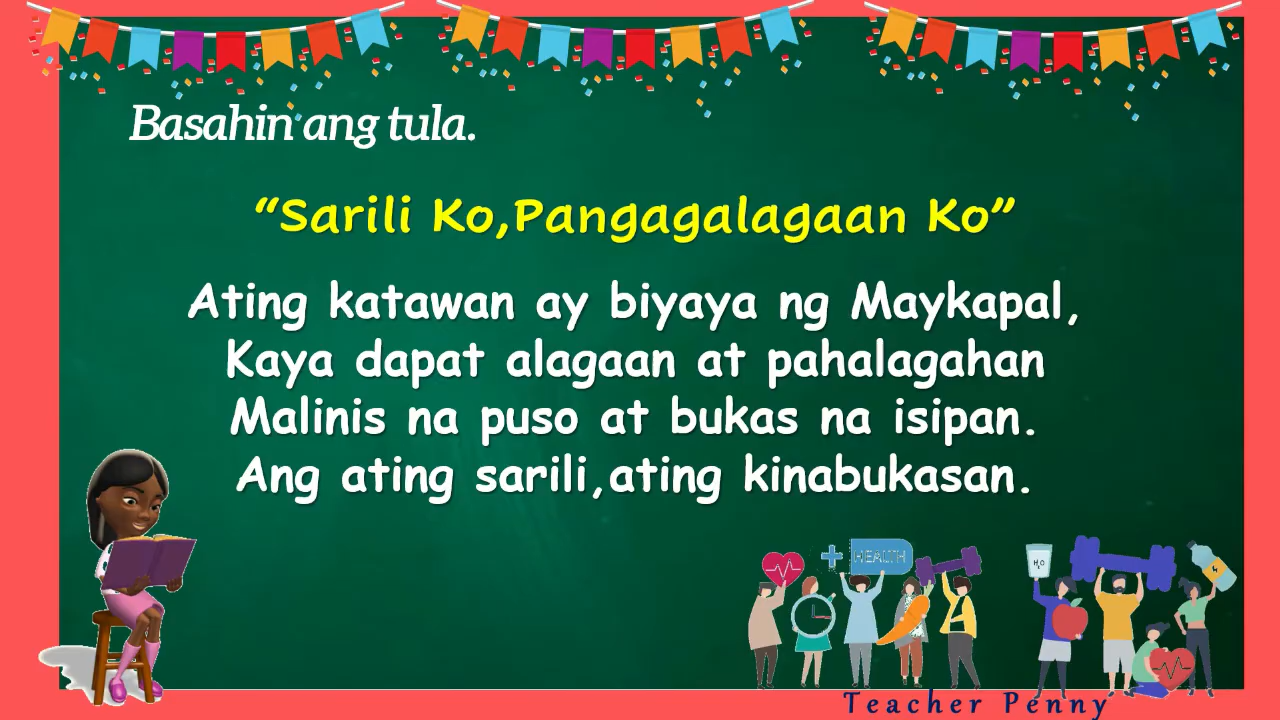 Basahin ang tula.
“Sarili Ko,Pangagalagaan Ko”
Ating katawan ay biyaya ng Maykapal,
Kaya dapat alagaan at pahalagahan
Malinis na puso at bukas na isipan.
Ang ating sarili,ating kinabukasan.
HEALTH
H₂O
Teacher Penny